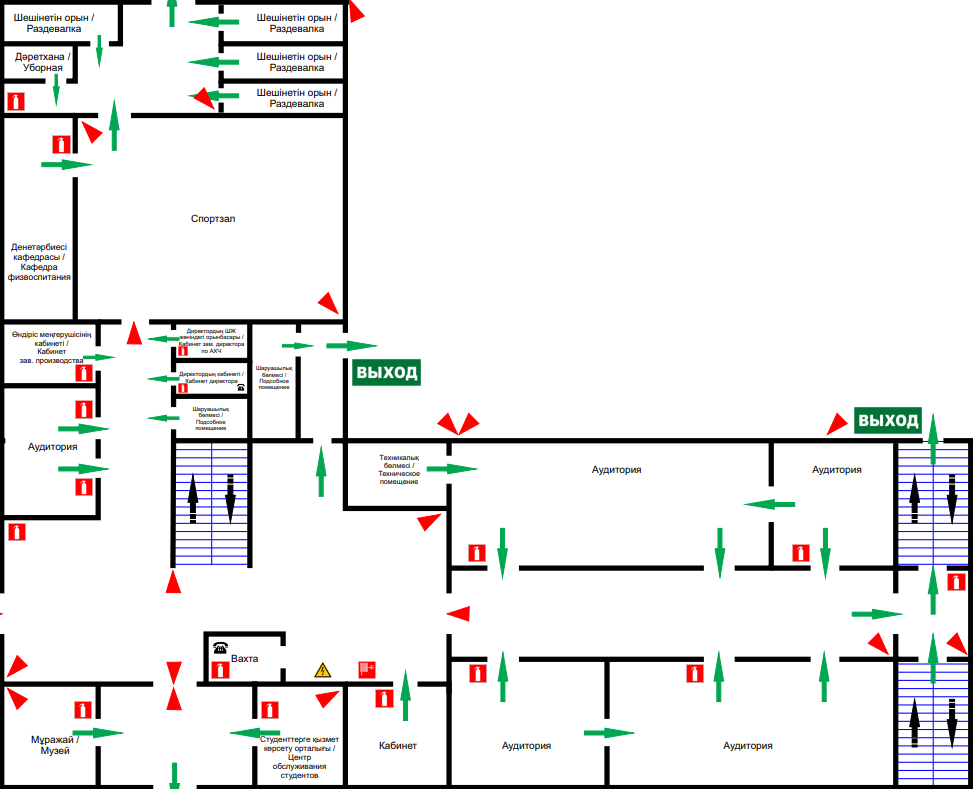 Шешінетін орын /
Раздевалка
Шешінетін орын /
Раздевалка
Дәретхана /
Уборная
Шешінетін орын /
Раздевалка
Шешінетін орын /
Раздевалка
Спортзал
Денетәрбиесі
кафедрасы /
Кафедра
физвоспитания
Өндіріс меңгерушісінің
кабинеті /
Кабинет
зав. производства
Директордың ШЖ
жөніндегі орынбасары /
Кабинет зам. директора
по АХЧ
Директордың кабинеті /
Кабинет директора
Шаруашылық
бөлмесі /
Подсобное
помещение
Шаруашылық
бөлмесі /
Подсобное
помещение
ВЫХОД
ВЫХОД
Аудитория
Техникалық
бөлмесі /
Техническое
помещение
Аудитория
Аудитория
Вахта
Мұражай /
Музей
Студенттерге қызмет
көрсету орталығы /
Центр
обслуживания
студентов
Кабинет
Аудитория
Аудитория